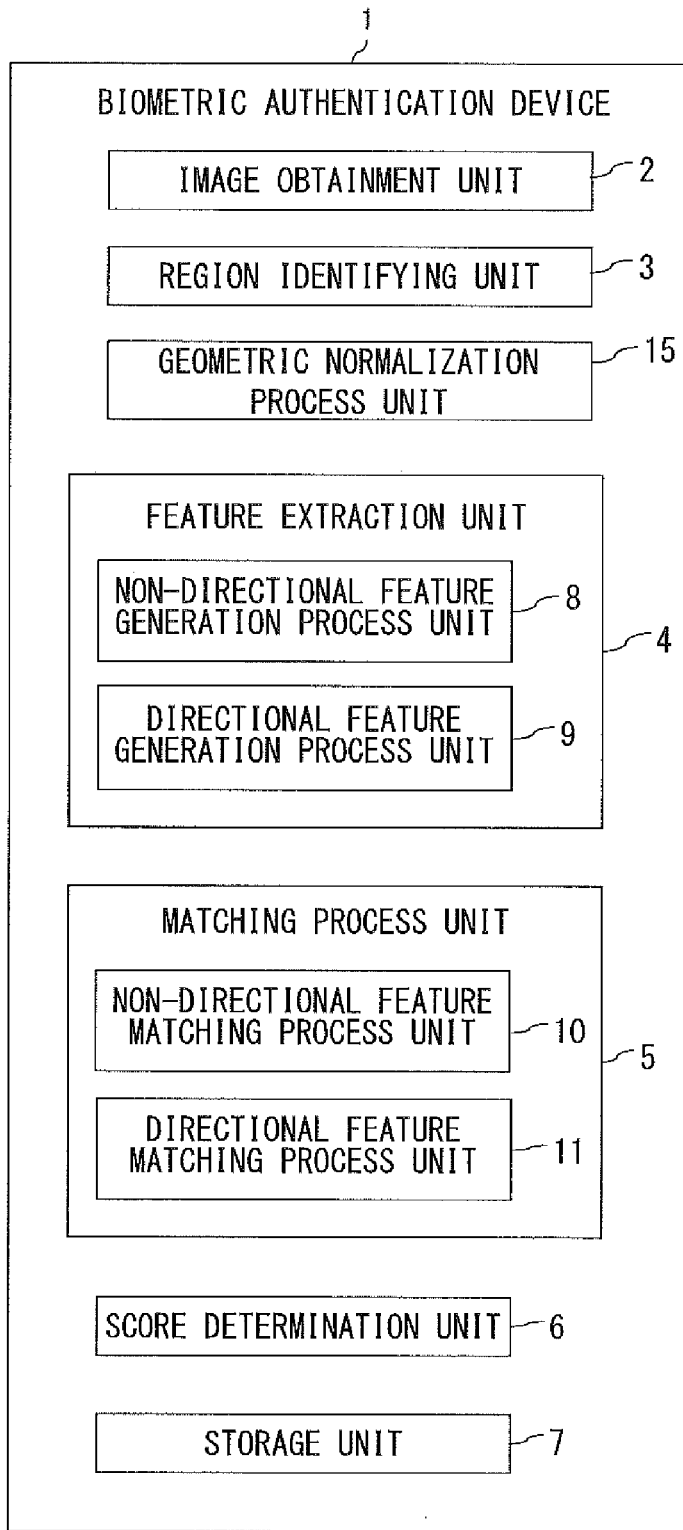 1
BIOMETRIC AUTHENTICATION DEVICE
IMAGE OBTAINMENT UNIT
2
REGION IDENTIFYING UNIT
3
GEOMETRIC NORMALIZATION
PROCESS UNIT
15
FEATURE EXTRACTION UNIT
NON-DIRECTIONAL FEATURE
GENERATION PROCESS UNIT
8
4
DIRECTIONAL FEATURE
GENERATION PROCESS UNIT
9
MATCHING PROCESS UNIT
NON-DIRECTIONAL FEATURE
MATCHING PROCESS UNIT
10
5
DIRECTIONAL FEATURE
MATCHING PROCESS UNIT
11
SCORE DETERMINATION UNIT
6
STORAGE UNIT
7